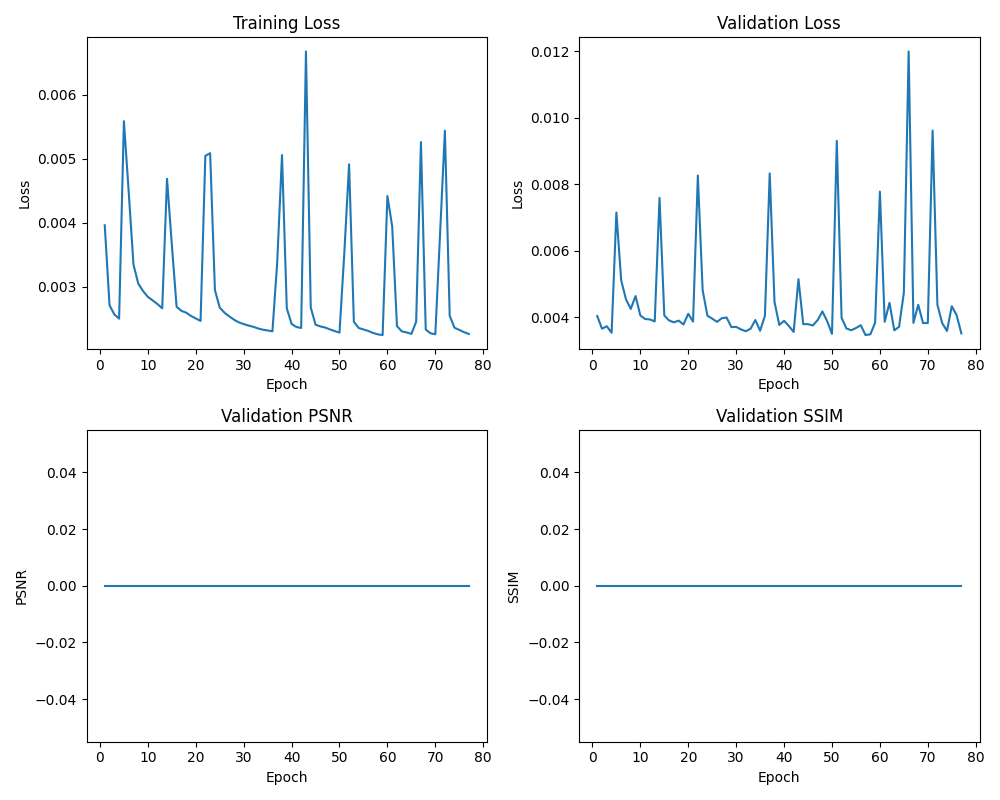 Training Loss
Validation Loss
0.006
0.005
0.004
0.003
Loss
0 10 20 30 40 50 60 70 80
Epoch
0.012
0.010
0.008
0.006
0.004
Loss
0 10 20 30 40 50 60 70 80
Epoch
Validation PSNR
Validation SSIM
0.04
0.02
0.00
−0.02
−0.04
PSNR
0 10 20 30 40 50 60 70 80
Epoch
0.04
0.02
0.00
−0.02
−0.04
SSIM
0 10 20 30 40 50 60 70 80
Epoch